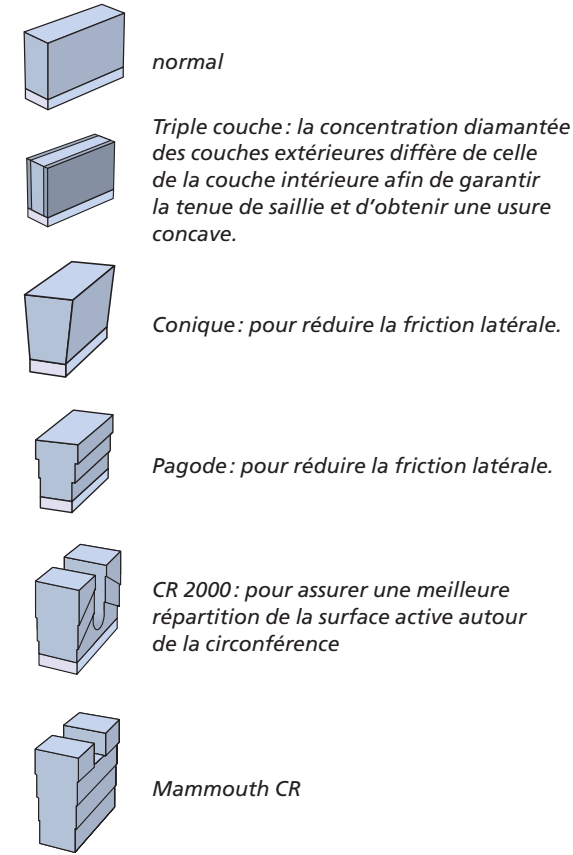 normal
Triple couche : la concentration diamantée
des couches extérieures diffère de celle
de la couche intérieure afin de garantir
la tenue de saillie et d'obtenir une usure
concave.
Conique : pour réduire la friction latérale.
Pagode : pour réduire la friction latérale.
CR 2000 : pour assurer une meilleure
répartition de la surface active autour
de la circonférence
Mammouth CR